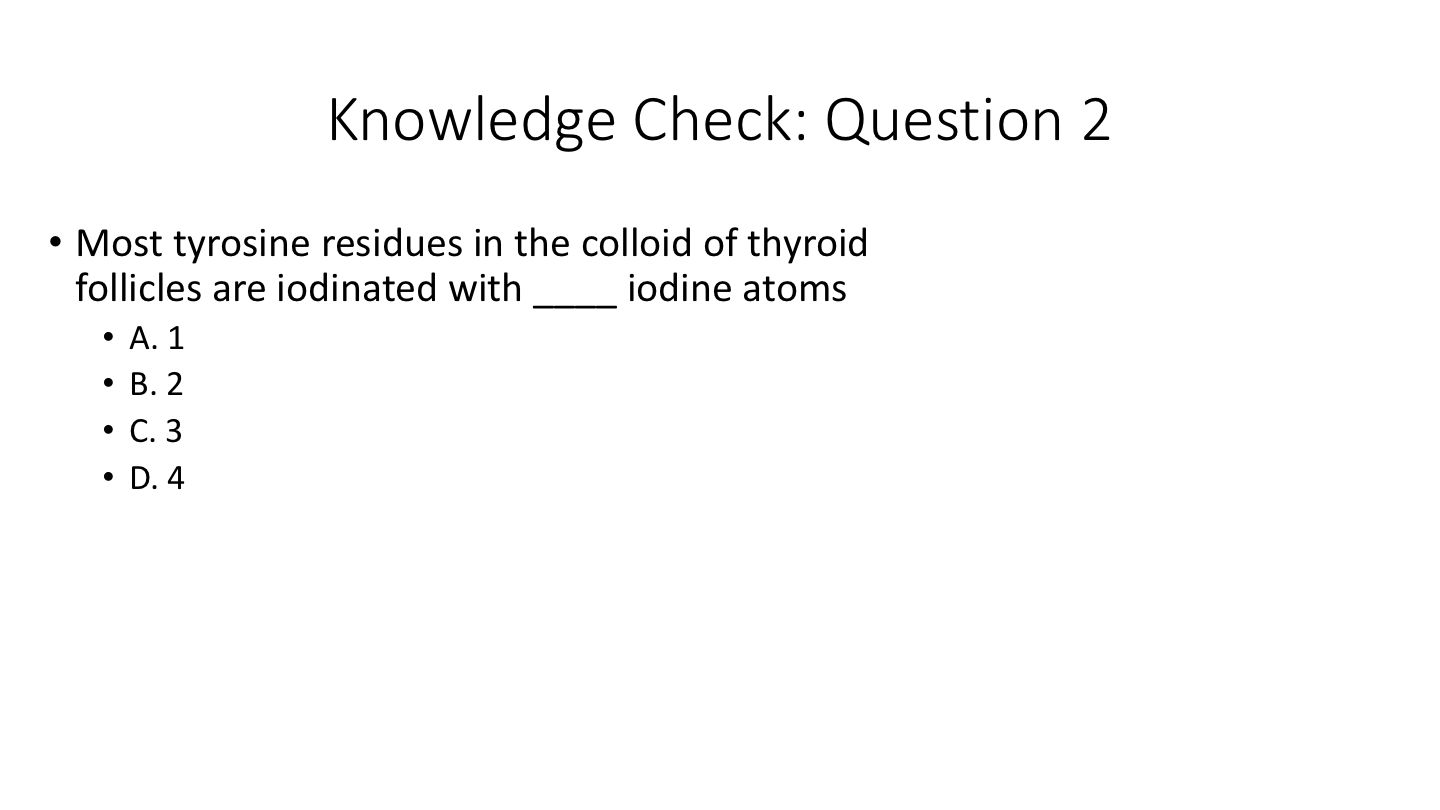 Knowledge Check: Question 2
• Most tyrosine residues in the colloid of thyroid
follicles are iodinated with ____ iodine atoms
• A. 1
• B. 2
• C. 3
• D. 4